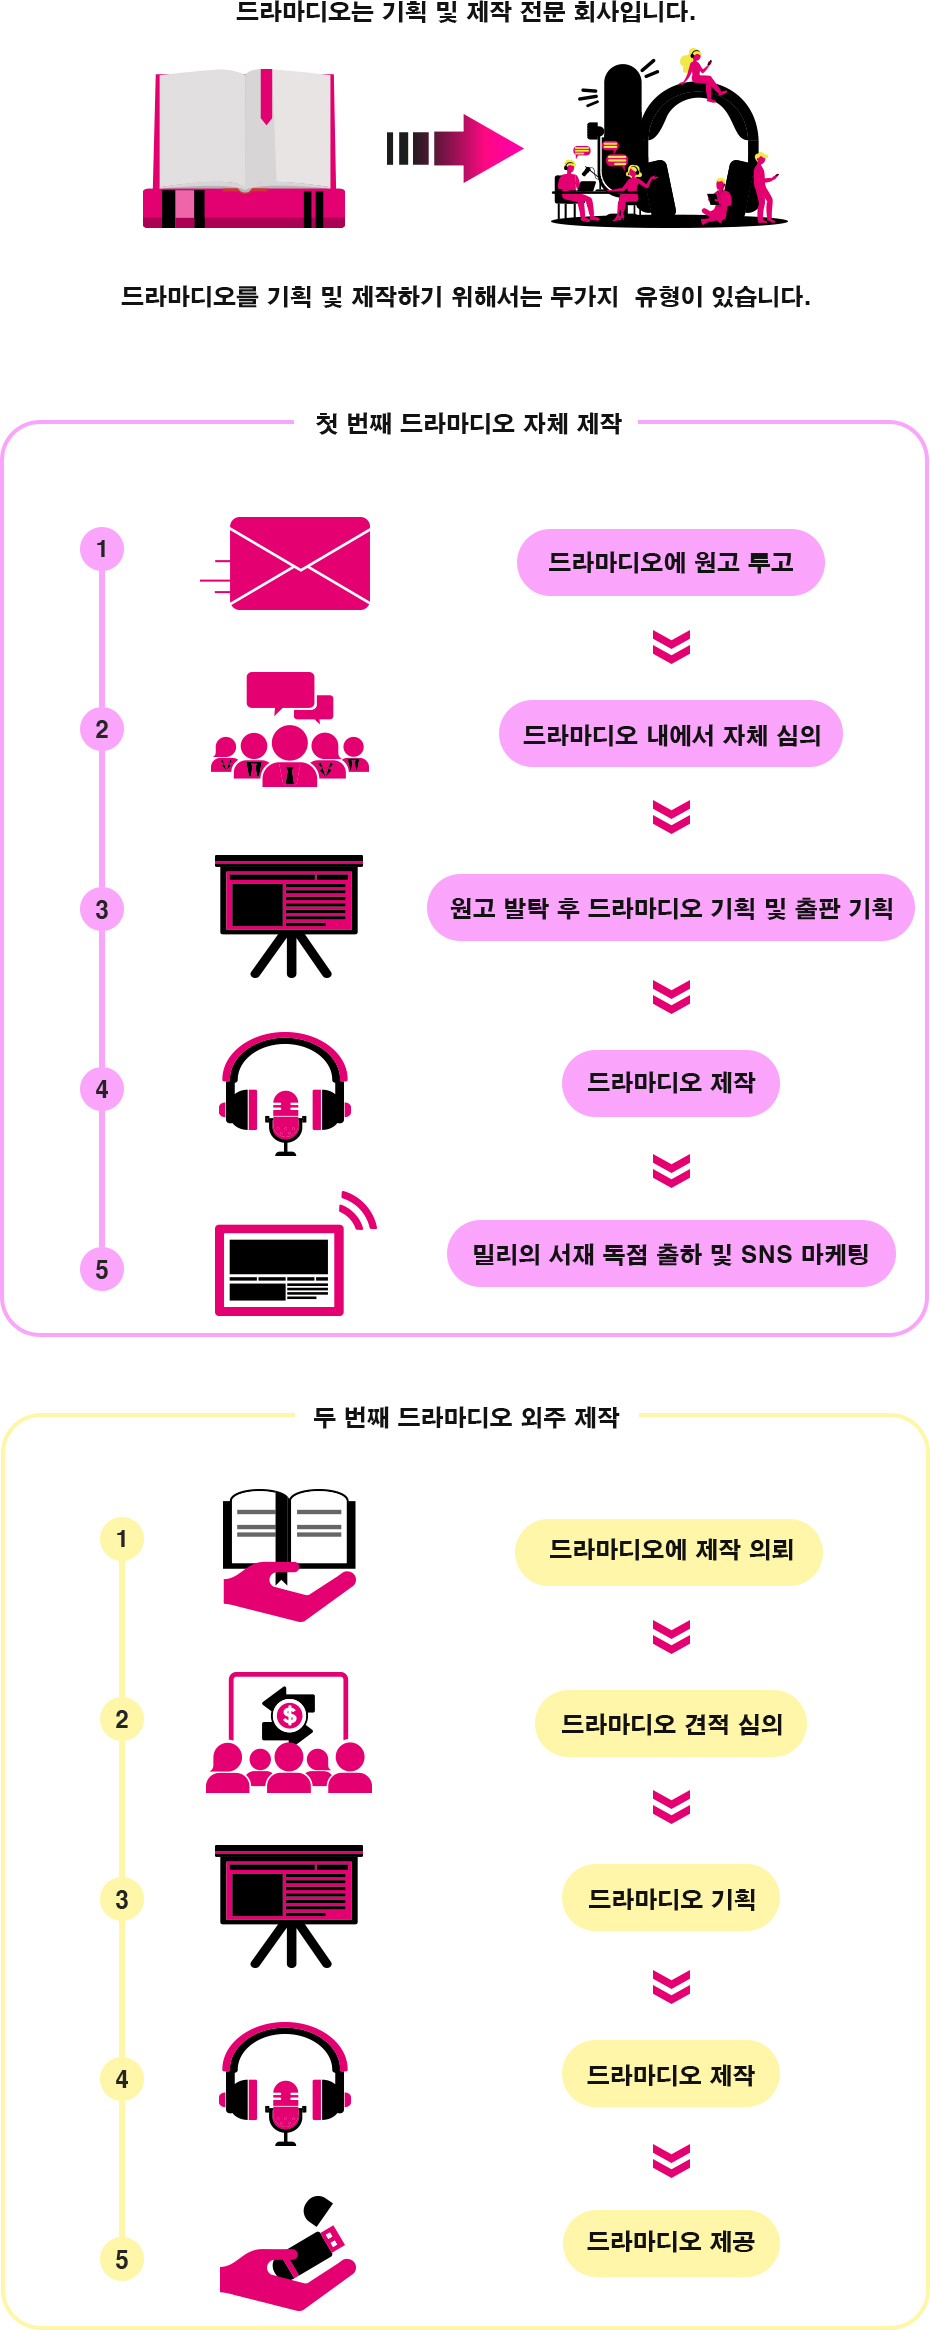 드라마디오는 기획 및 제작 전문 회사입니다.
드라마디오를 기획 및 제작하기 위해서는 두가지 유형이 있습니다.
첫 번째 드라마디오 자체 제작
1
드라마디오에 원고 투고
2
드라마디오 내에서 자체 심의
3
원고 발탁 후 드라마디오 기획 및 출판 기획
4
드라마디오 제작
5
밀리의 서재 독점 출하 및 SNS 마케팅
두 번째 드라마디오 외주 제작
1
드라마디오에 제작 의뢰
2
$
드라마디오 견적 심의
3
드라마디오 기획
4
드라마디오 제작
5
드라마디오 제공